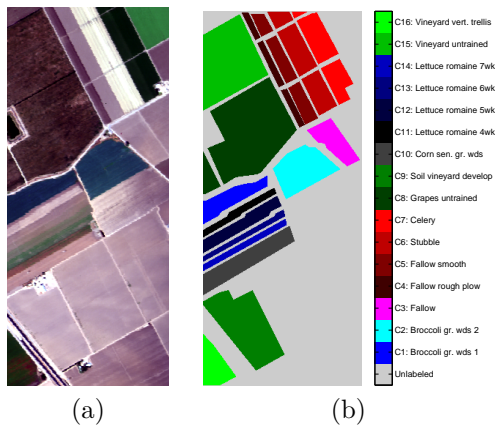 C16: Vineyard vert. trellis
C15: Vineyard untrained
C14: Lettuce romaine 7wk
C13: Lettuce romaine 6wk
C12: Lettuce romaine 5wk
C11: Lettuce romaine 4wk
C10: Corn sen. gr. wds
C9: Soil vineyard develop
C8: Grapes untrained
C7: Celery
C6: Stubble
C5: Fallow smooth
C4: Fallow rough plow
C3: Fallow
C2: Broccoli gr. wds 2
C1: Broccoli gr. wds 1
Unlabeled
(a)
(b)